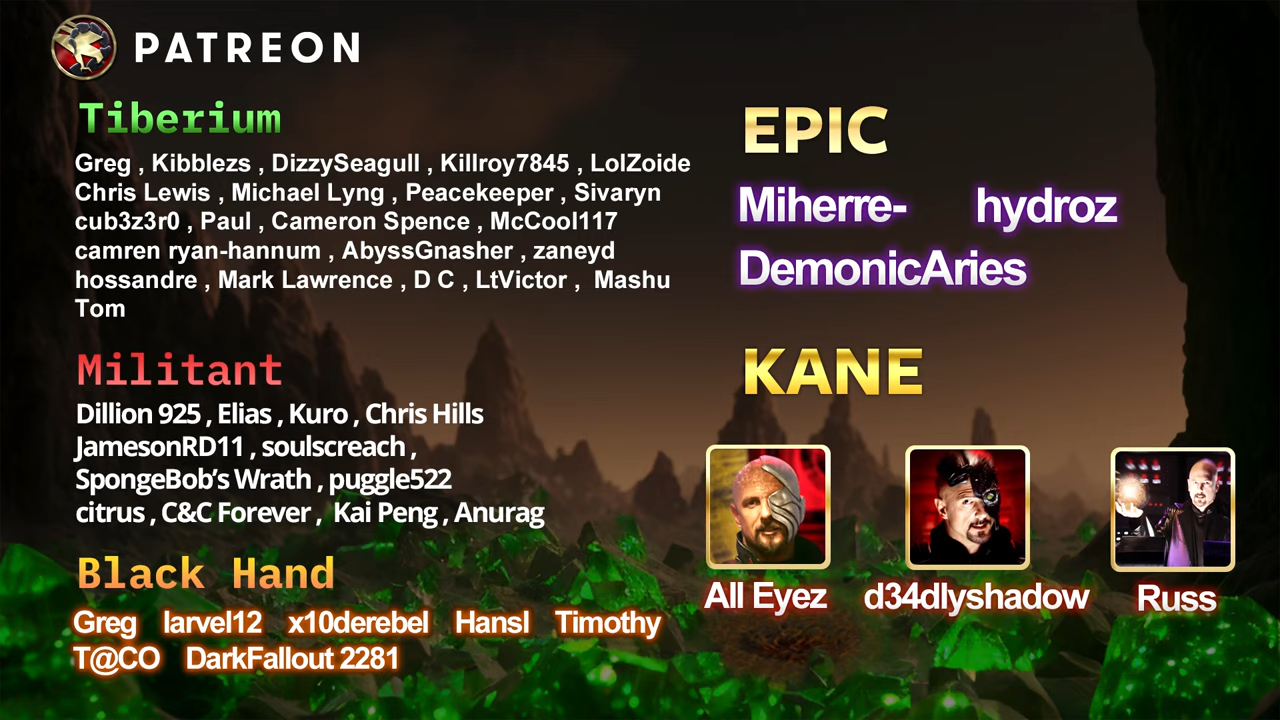 PATREON
Tiberium
Greg , Kibblezs , DizzySeagull , Killroy7845 , LolZoide
Chris Lewis , Michael Lyng , Peacekeeper , Sivaryn
cub3z3r0 , Paul , Cameron Spence , McCool117
camren ryan-hannum , AbyssGnasher , zaneyd
hossandre , Mark Lawrence , D C , LtVictor , Mashu
Tom
Militant
Dillion 925 , Elias , Kuro , Chris Hills
JamesonRD11 , soulscreach ,
SpongeBob’s Wrath , puggle522
citrus , C&C Forever , Kai Peng , Anurag
Black Hand
Greg larvel12 x10derebel Hansl Timothy
T@CO DarkFallout 2281
EPIC
Miherre- hydroz
DemonicAries
KANE
All Eyez d34dlyshadow Russ